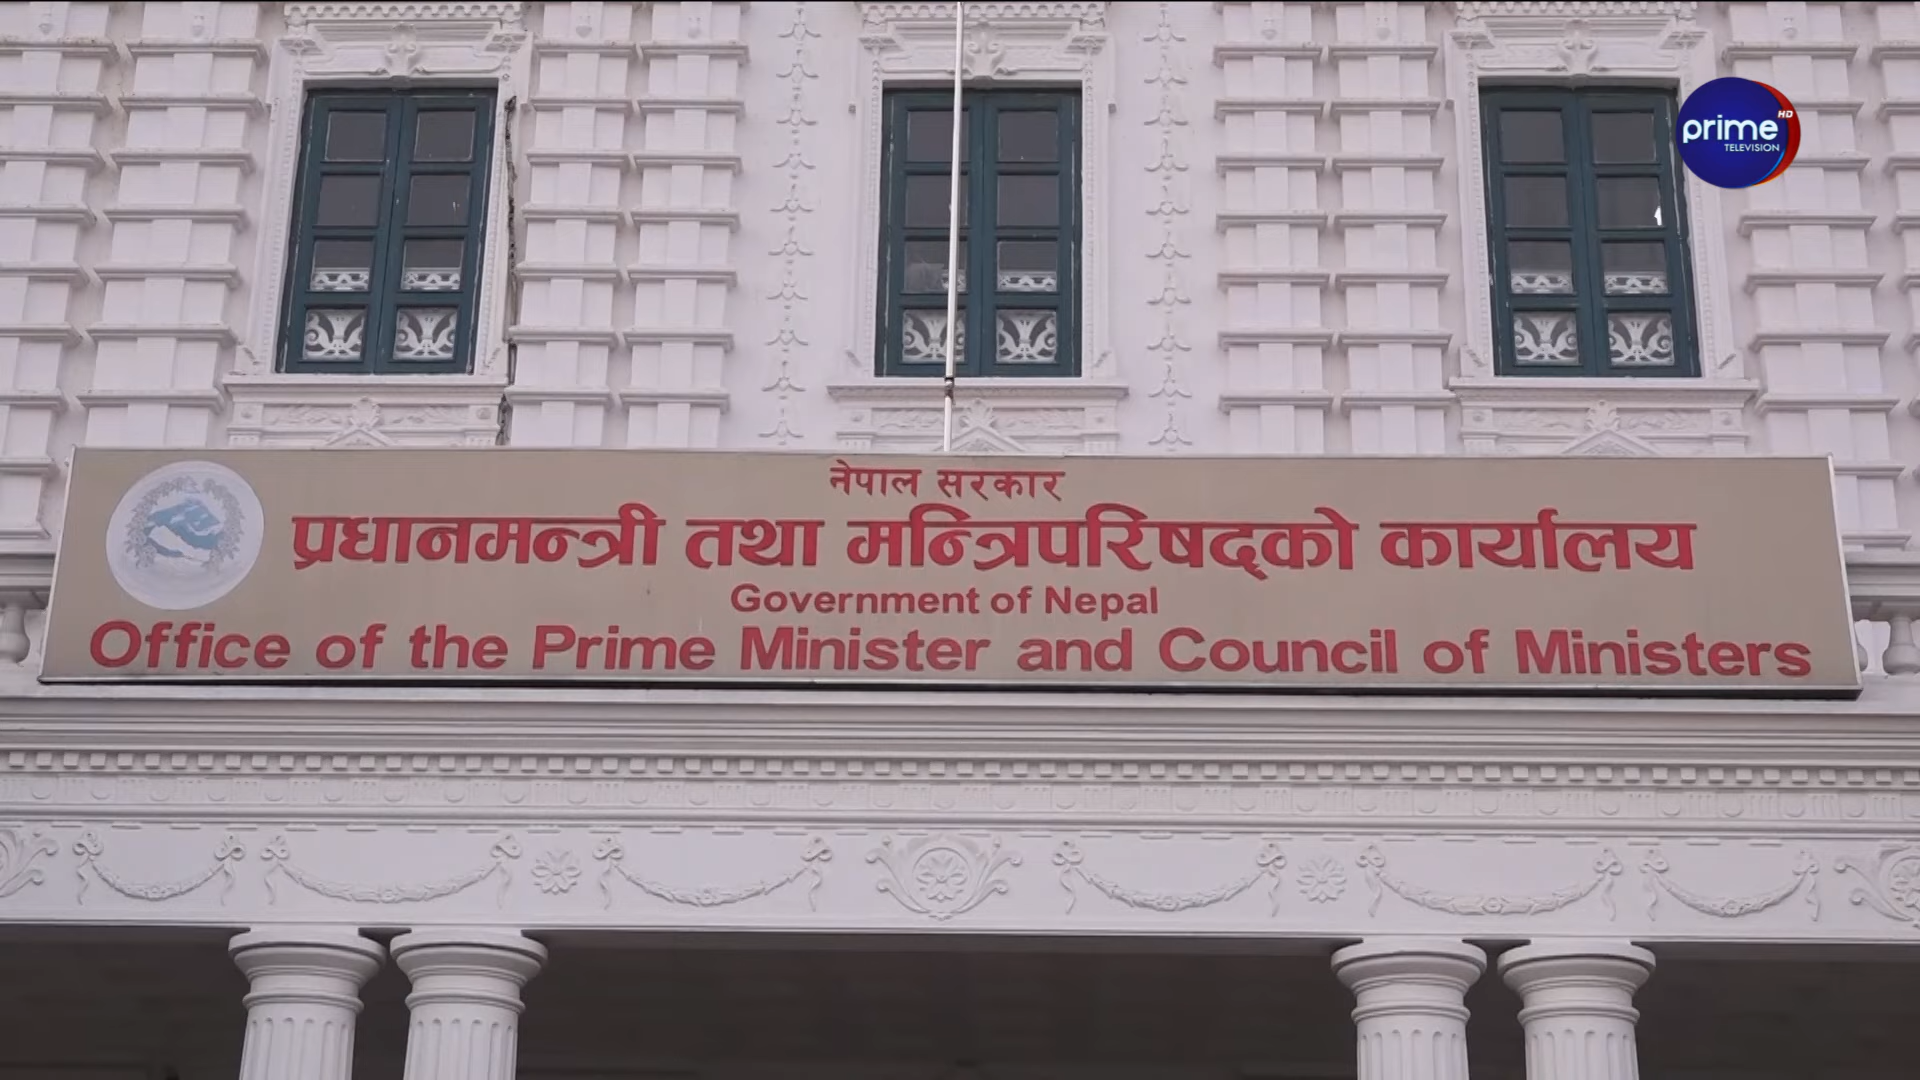 prime HD
TELEVISION
नेपाल सरकार
प्रधानमन्त्री तथा मन्त्रिपरिषद्को कार्यालय
Government of Nepal
Office of the Prime Minister and Council of Ministers